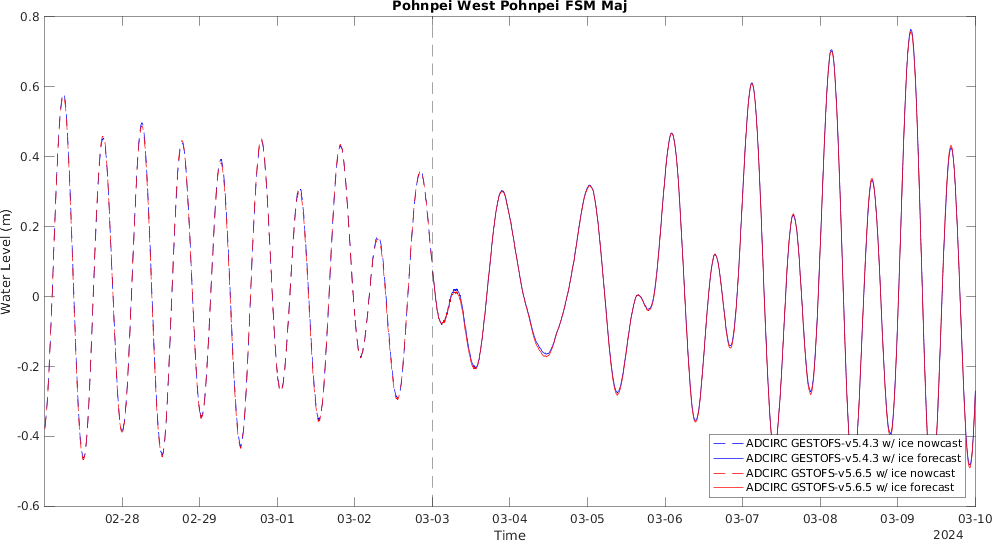 Pohnpei West Pohnpei FSM Maj
0.8
0.6
0.4
0.2
0
-0.2
-0.4
-0.6
Water Level (m)
ADCIRC GESTOFS-v5.4.3 w/ ice nowcast
ADCIRC GESTOFS-v5.4.3 w/ ice forecast
ADCIRC GSTOFS-v5.6.5 w/ ice nowcast
ADCIRC GSTOFS-v5.6.5 w/ ice forecast
02-28 02-29 03-01 03-02 03-03 03-04 03-05 03-06 03-07 03-08 03-09 03-10
Time
2024